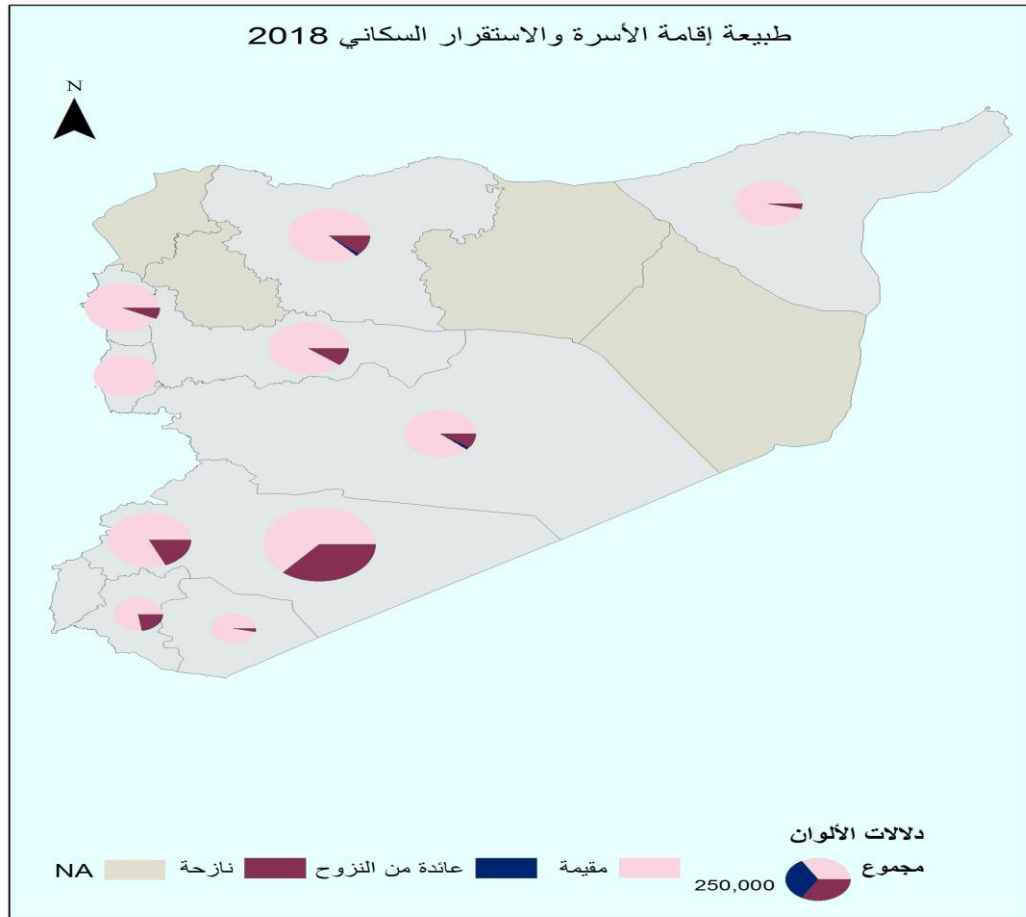 طبيعة إقامة الأسرة والاستقرار السكاني 2018
N
دلالات الألوان
مجموع
250,000
مقيمة
عائدة من النزوح
نازحة
NA